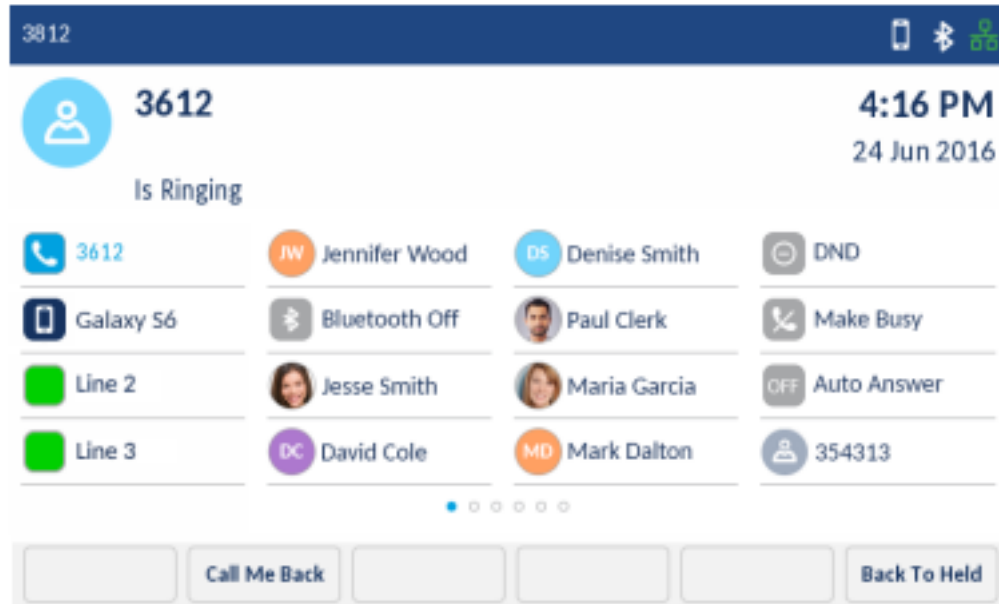 3812
3612
4:16 PM
24 Jun 2016
Is Ringing
3612
JW Jennifer Wood
DS Denise Smith
DND
Galaxy S6
Bluetooth Off
Paul Clerk
Make Busy
Line 2
Jesse Smith
Maria Garcia
OFF Auto Answer
Line 3
DC David Cole
MD Mark Dalton
354313
Call Me Back
Back To Held